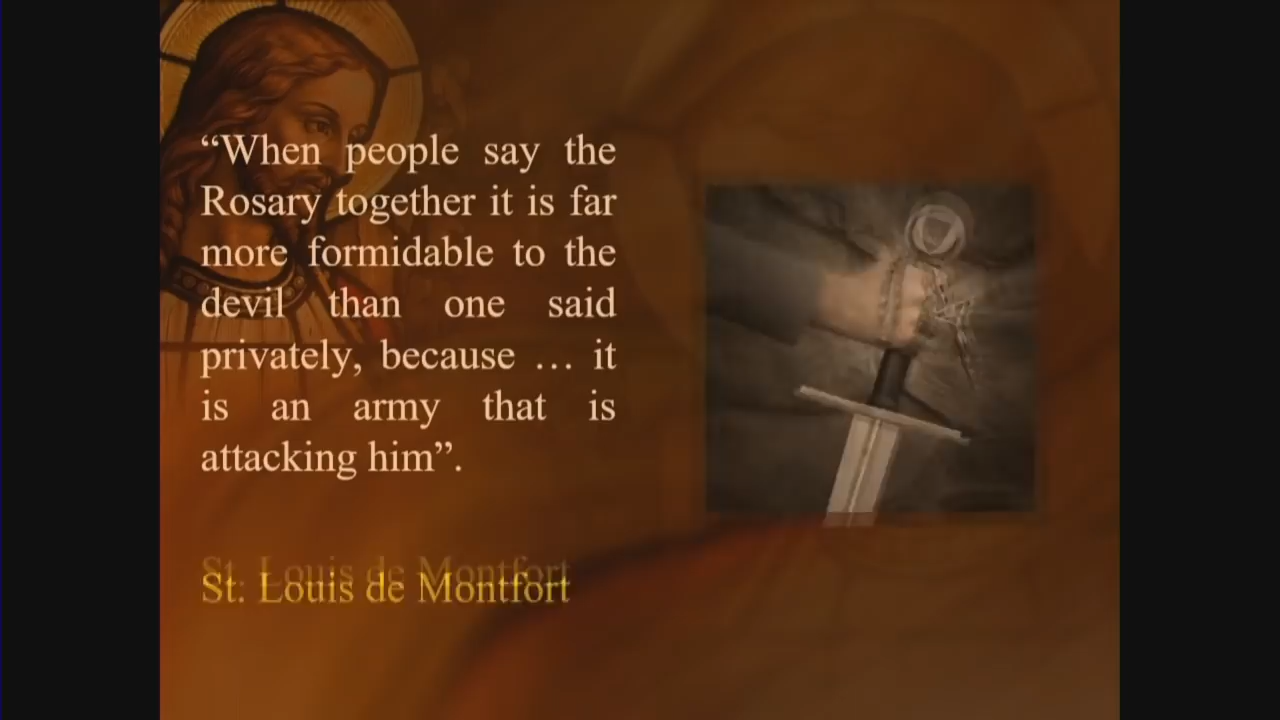 “When people say the
Rosary together it is far
more formidable to the
devil than one said
privately, because … it
is an army that is
attacking him”.
St. Louis de Montfort